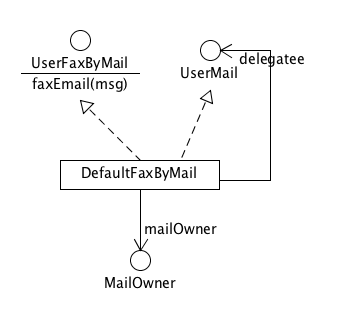 UserFaxByMail
faxEmail(msg)
delegatee
UserMail
DefaultFaxByMail
mailOwner
MailOwner